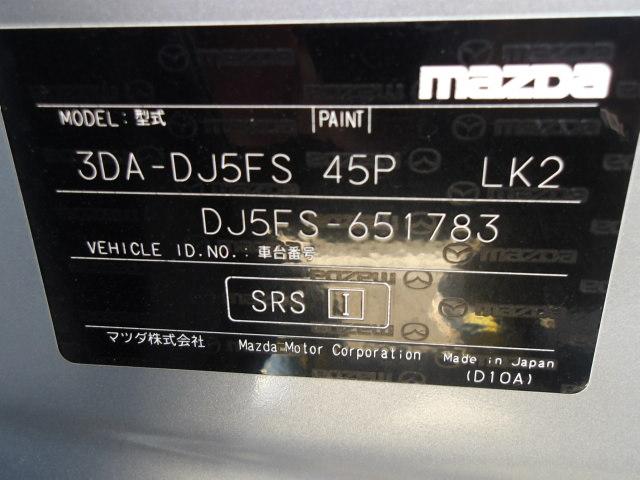 mazda
MODEL: 型式 PAINT
3DA-DJ5FS 45P LK2
DJ5FS-651783
VEHICLE ID.NO.: 車台番号
SRS I
マツダ株式会社 Mazda Motor Corporation Made in Japan
(D10A)